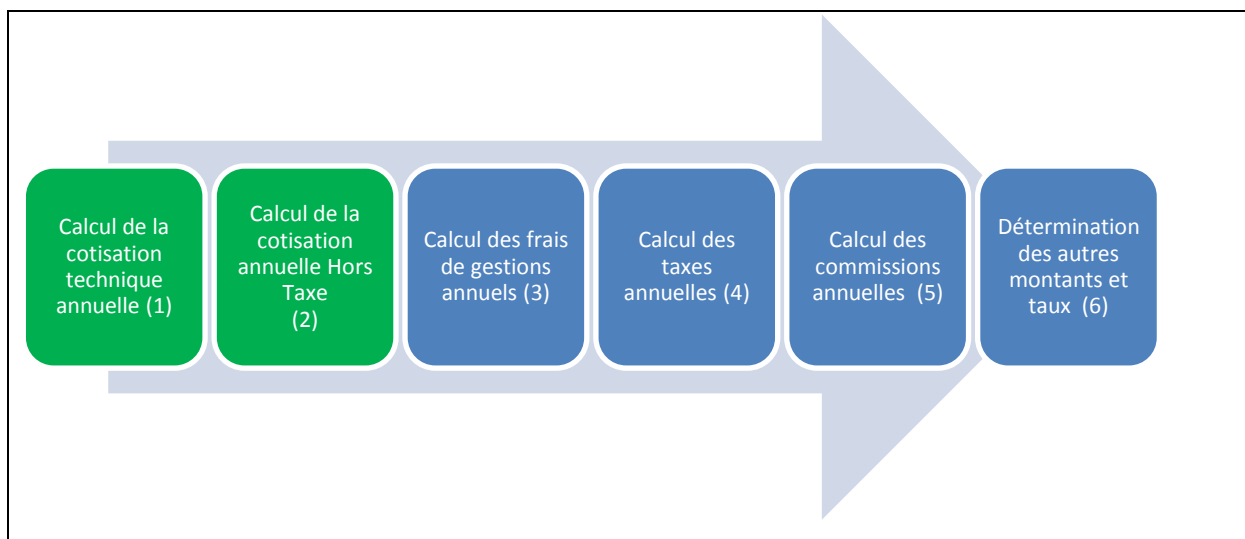 Calcul de la
cotisation
technique
annuelle (1)
Calcul de la
cotisation
annuelle Hors
Taxe
(2)
Calcul des frais
de gestions
annuels (3)
Calcul des
taxes
annuelles (4)
Calcul des
commissions
annuelles (5)
Détermination
des autres
montants et
taux (6)